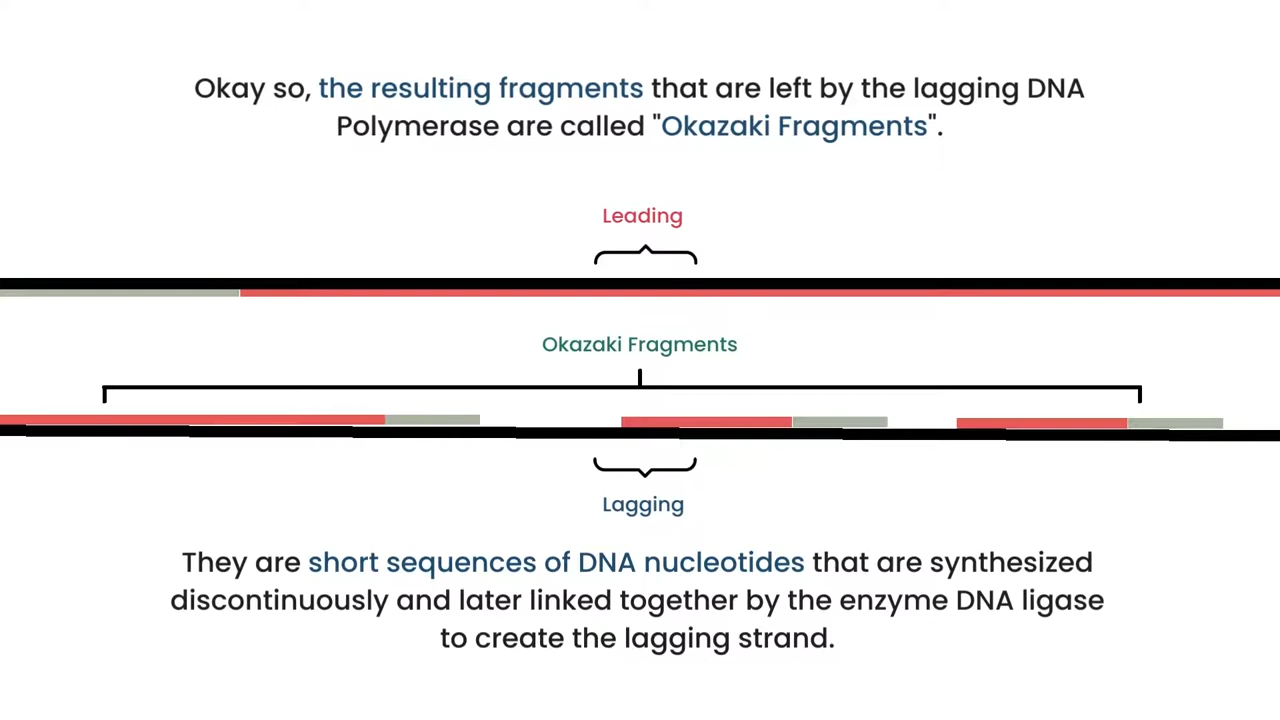 Okay so, the resulting fragments that are left by the lagging DNA
Polymerase are called "Okazaki Fragments".
Leading
Okazaki Fragments
Lagging
They are short sequences of DNA nucleotides that are synthesized
discontinuously and later linked together by the enzyme DNA ligase
to create the lagging strand.